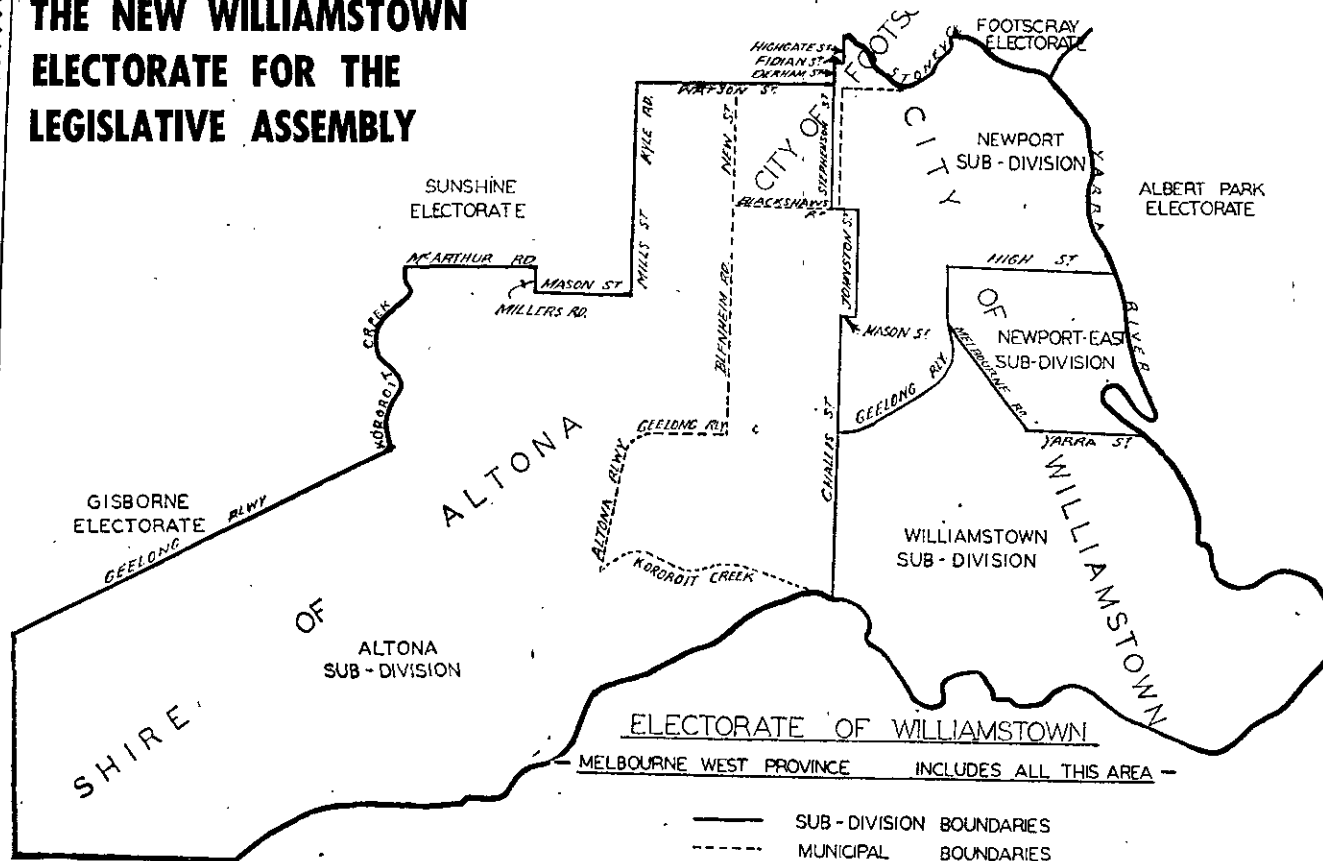 THE NEW WILLIAMSTOWN
ELECTORATE FOR THE
LEGISLATIVE ASSEMBLY
FOOTSCRAY
ELECTORATE
HIGHGATE ST.
FIDIAN ST.
DERHAM ST.
STONEY CK
WATSON ST.
KYLE RD.
NEW ST.
CITY OF FOOTSC
STEPHENSON ST
CITY
NEWPORT
SUB-DIVISION
YARRA
ALBERT PARK
ELECTORATE
SUNSHINE
ELECTORATE
BLACKSHAWS
JOHNSTON ST.
MCARTHUR RD
MASON ST
MILLERS RD.
MILLS ST
HIGH ST.
RIVER
OF
KOROROIT CREEK
BLENHEIM RD.
MASON ST
MELBOURNE RD.
NEWPORT-EAST
SUB-DIVISION
GEELONG RLY.
GEELONG RLY
CHALLIS ST
YARRA ST
ALTONA
ALTONA RLWY
GISBORNE
ELECTORATE
GEELONG RLWY
WILLIAMSTOWN
SUB-DIVISION
WILLIAMSTOWN
KOROROIT CREEK
OF
ALTONA
SUB-DIVISION
SHIRE
ELECTORATE OF WILLIAMSTOWN
- MELBOURNE WEST PROVINCE INCLUDES ALL THIS AREA -
SUB-DIVISION BOUNDARIES
MUNICIPAL BOUNDARIES